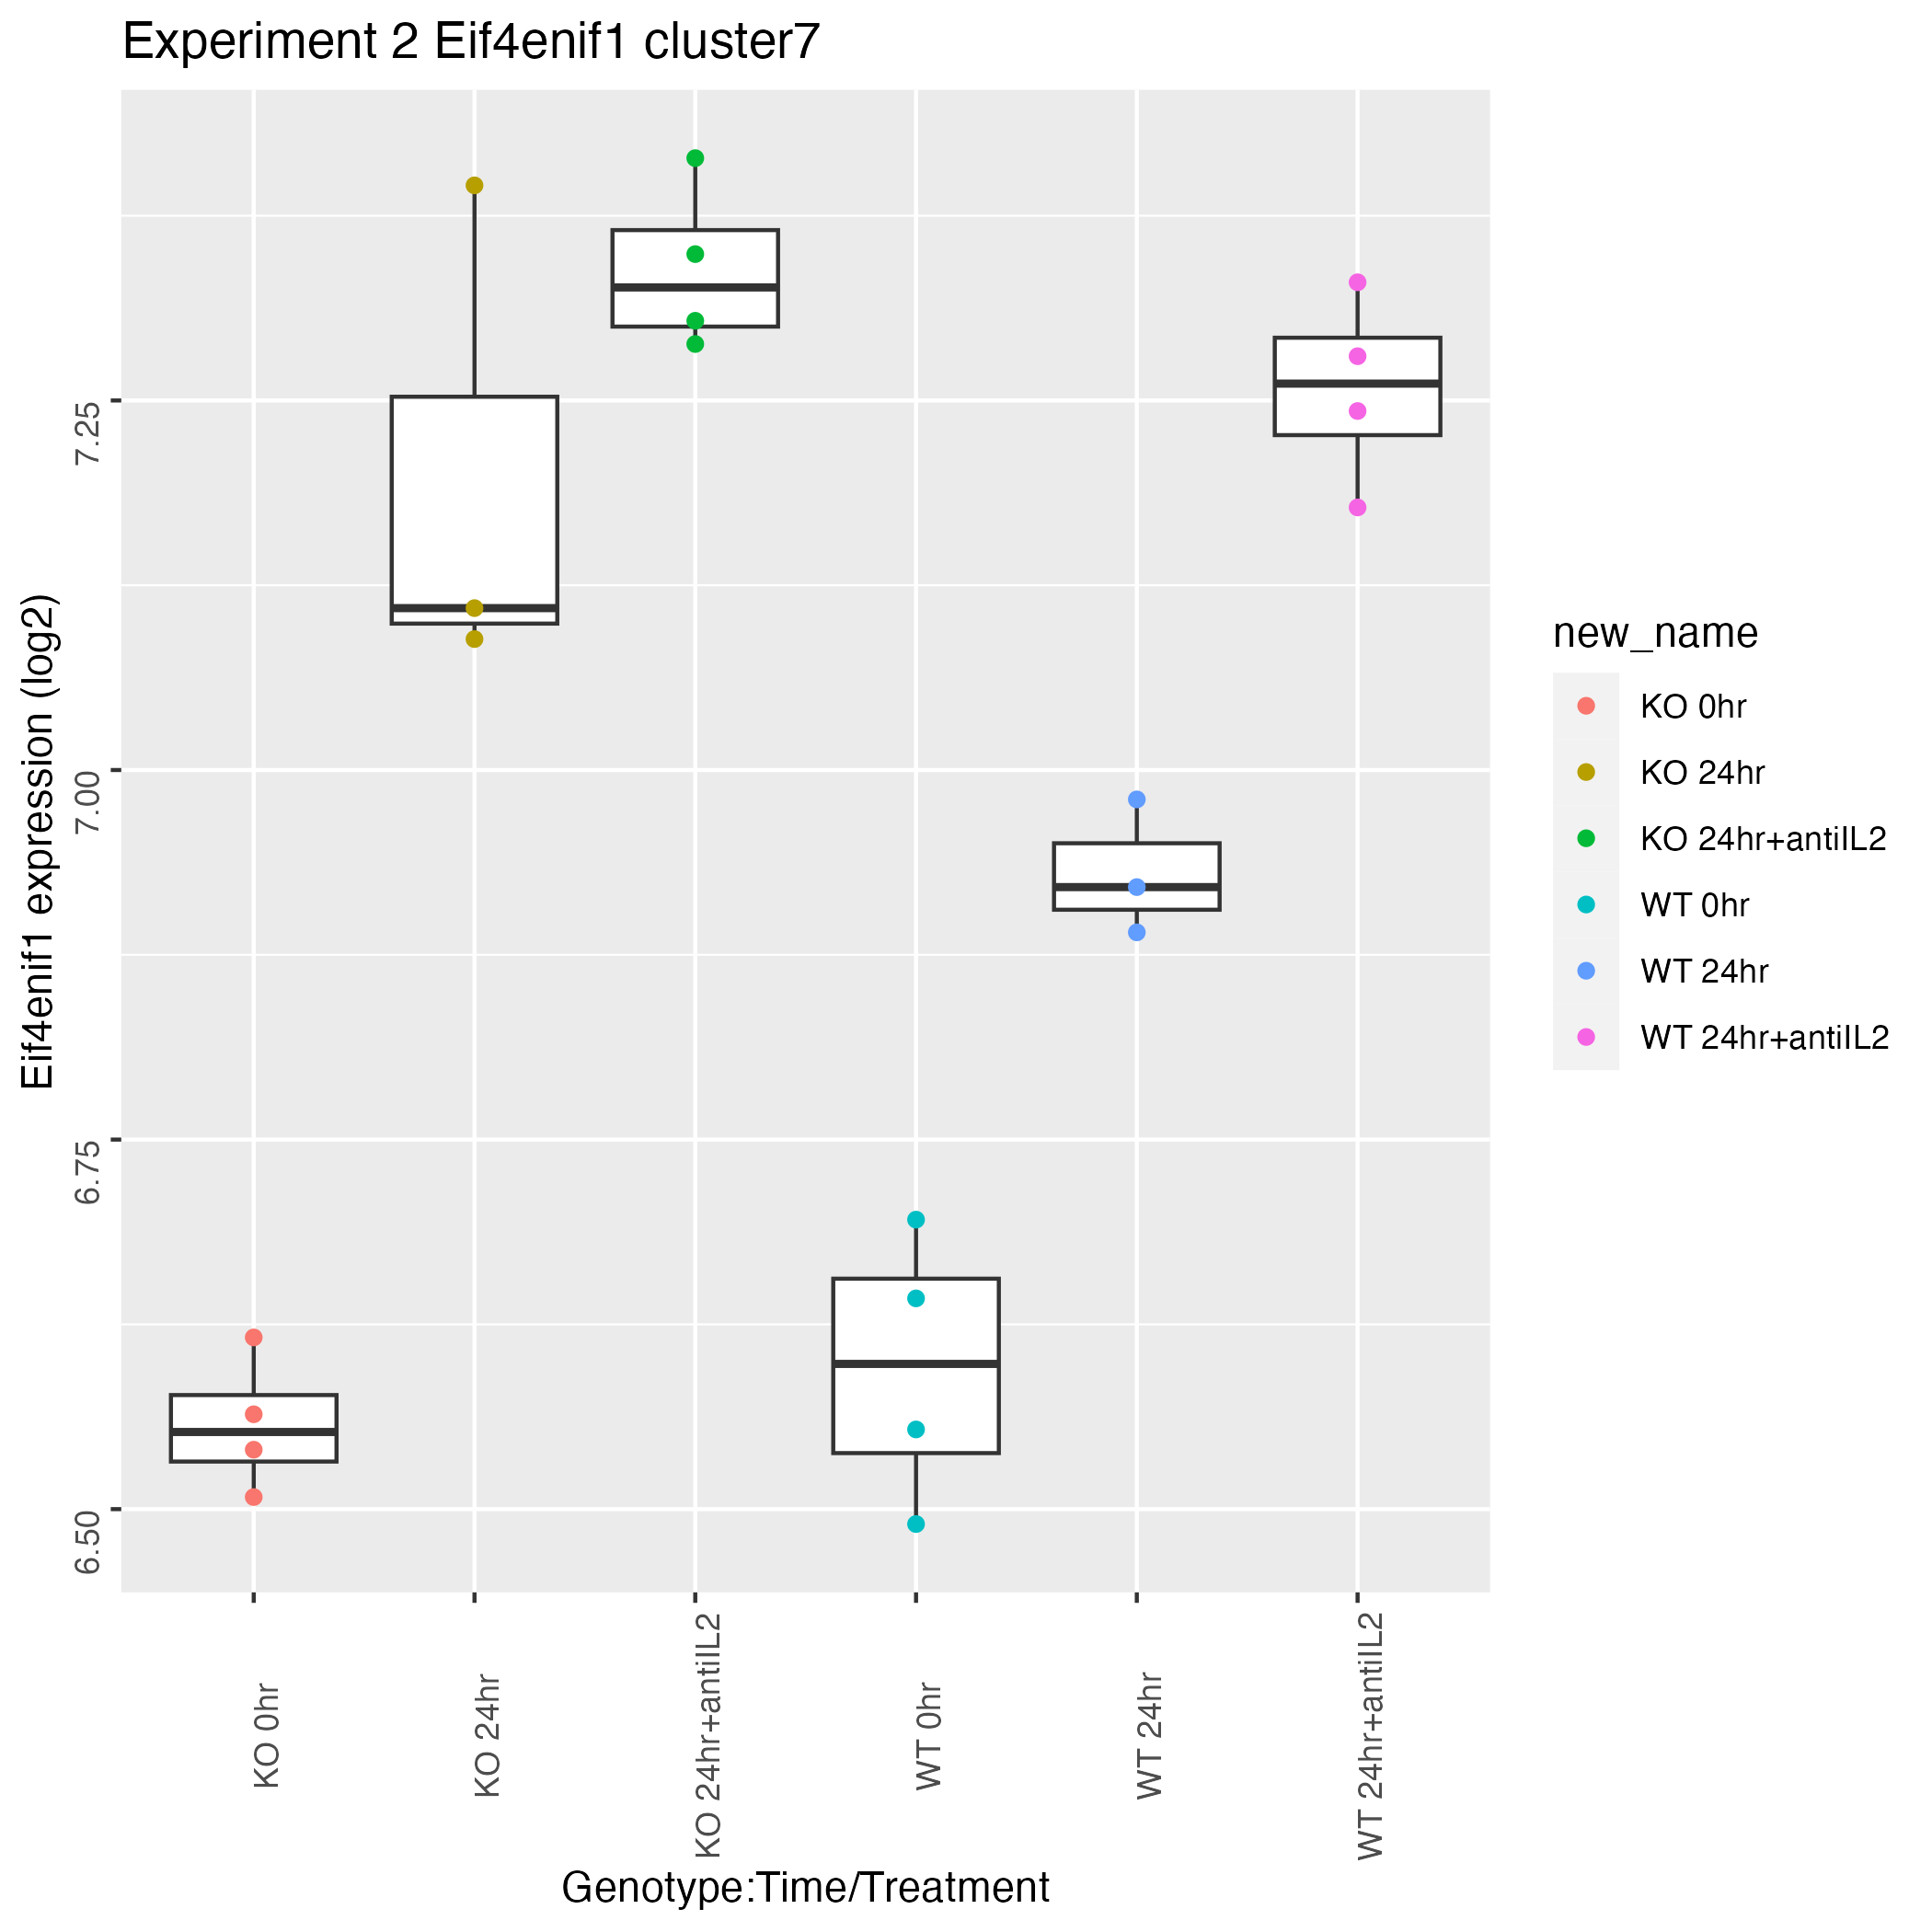 Experiment 2 Eif4enif1 cluster7
Eif4enif1 expression (log2)
7.25
7.00
6.75
6.50
KO 0hr
KO 24hr
KO 24hr+antiIL2
WT 0hr
WT 24hr
WT 24hr+antiIL2
Genotype:Time/Treatment
new_name
KO 0hr
KO 24hr
KO 24hr+antiIL2
WT 0hr
WT 24hr
WT 24hr+antiIL2